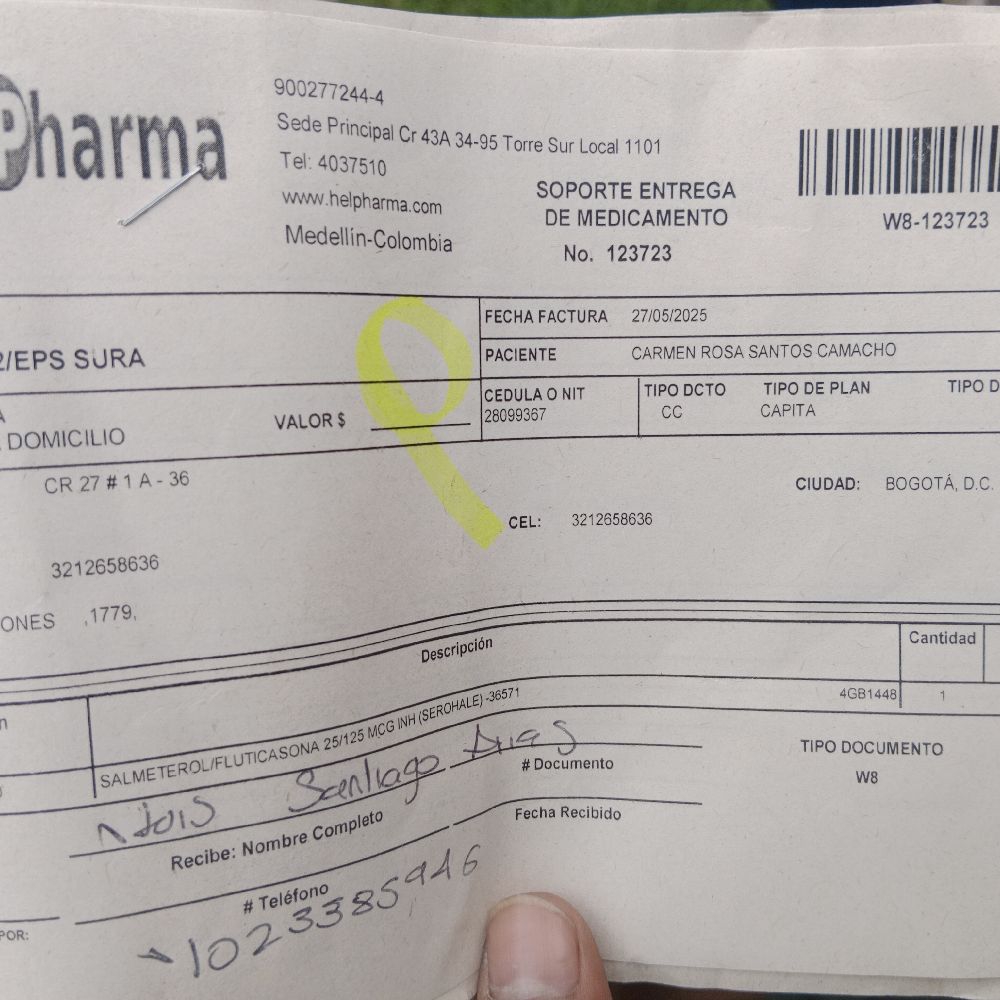 Pharma
900277244-4
Sede Principal Cr 43A 34-95 Torre Sur Local 1101
Tel: 4037510
www.helpharma.com
Medellín-Colombia
SOPORTE ENTREGA
DE MEDICAMENTO
No. 123723
W8-123723
2/EPS SURA
FECHA FACTURA 27/05/2025
PACIENTE CARMEN ROSA SANTOS CAMACHO
A DOMICILIO
VALOR $
CEDULA O NIT
28099367
TIPO DCTO
CC
TIPO DE PLAN
CAPITA
TIPO D
CR 27 # 1 A - 36
CIUDAD: BOGOTÁ, D.C.
CEL: 3212658636
3212658636
ONES ,1779,
Descripción
Cantidad
SALMETEROL/FLUTICASONA 25/125 MCG INH (SEROHALE) -36571
4GB1448
1
TIPO DOCUMENTO
W8
Santiago
# Documento
Recibe: Nombre Completo
Fecha Recibido
# Teléfono
1023385946
POR: